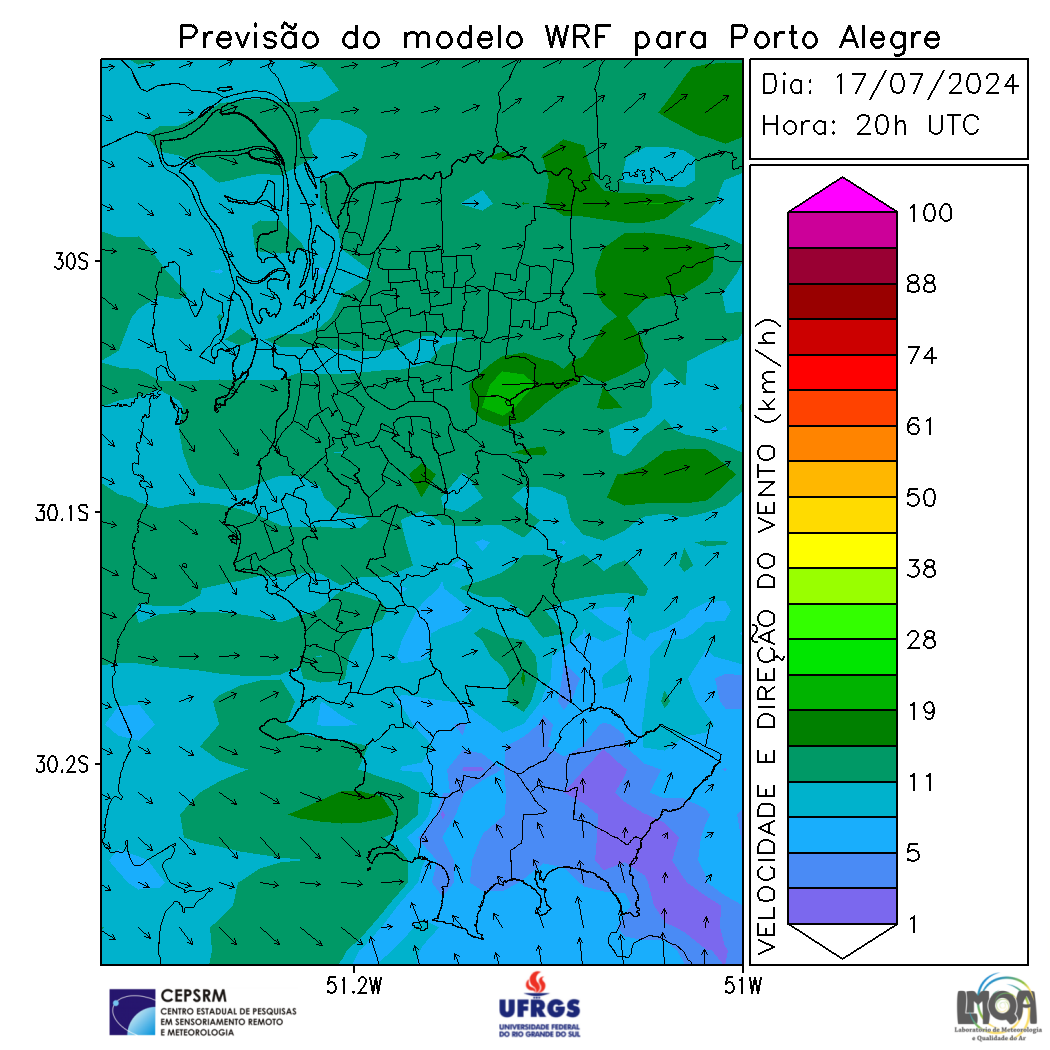 Previsão do modelo WRF para Porto Alegre
Dia: 17/07/2024
Hora: 20h UTC
30S
30.1S
30.2S
51.2W
51W
VELOCIDADE E DIREÇÃO DO VENTO (km/h)
100
88
74
61
50
38
28
19
11
5
1
CEPSRM
CENTRO ESTADUAL DE PESQUISAS
EM SENSORIAMENTO REMOTO
E METEOROLOGIA
UFRGS
UNIVERSIDADE FEDERAL
DO RIO GRANDE DO SUL
LMQA
Laboratório de Meteorologia
e Qualidade do Ar